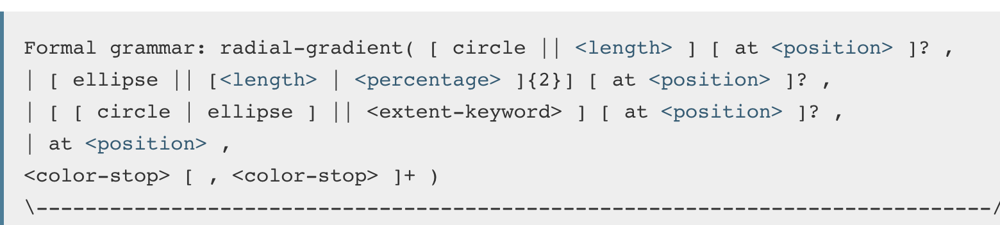 Formal grammar: radial-gradient( [ circle || <length> ] [ at <position> ]? ,
| [ ellipse || [<length> | <percentage> ]{2}] [ at <position> ]? ,
| [ [ circle | ellipse ] || <extent-keyword> ] [ at <position> ]? ,
| at <position> ,
<color-stop> [ , <color-stop> ]+ )
\------------------------------------------------------------------------------/